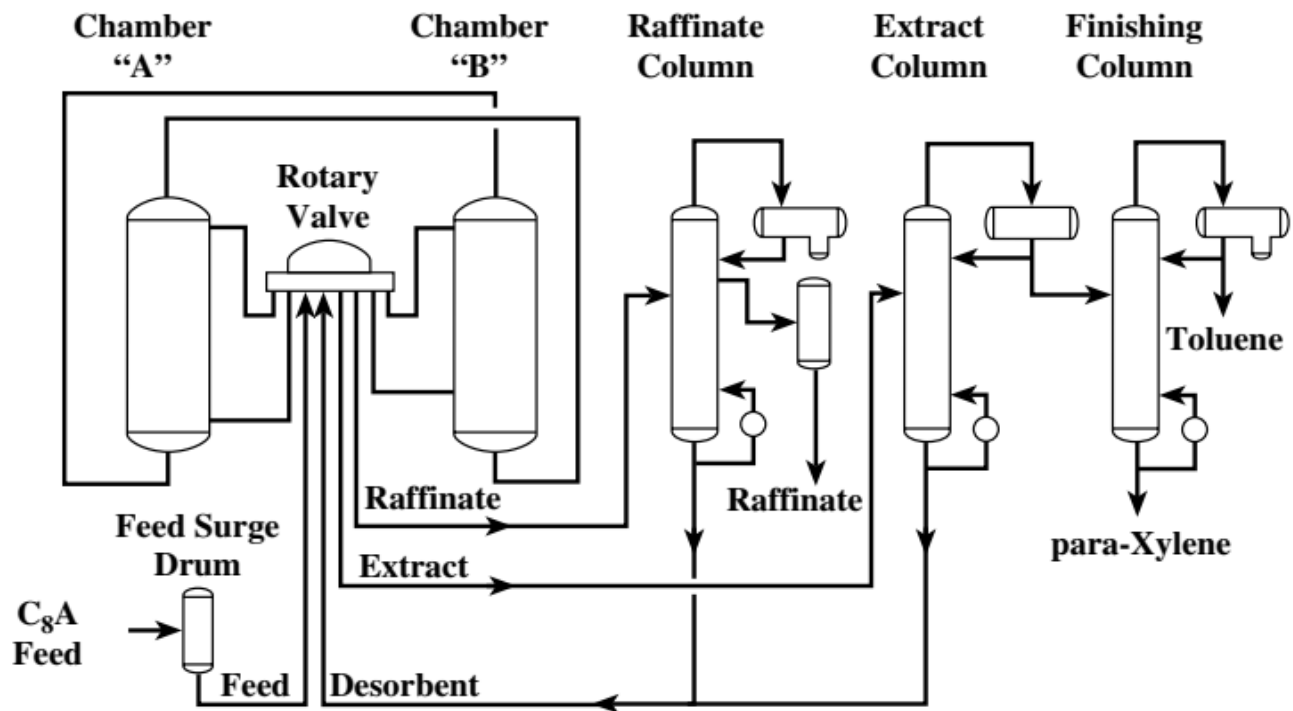 Chamber
“A”
Chamber
“B”
Raffinate
Column
Extract
Column
Finishing
Column
Rotary
Valve
Toluene
Raffinate
Raffinate
para-Xylene
Feed Surge
Drum
Extract
C₈A
Feed
Feed
Desorbent